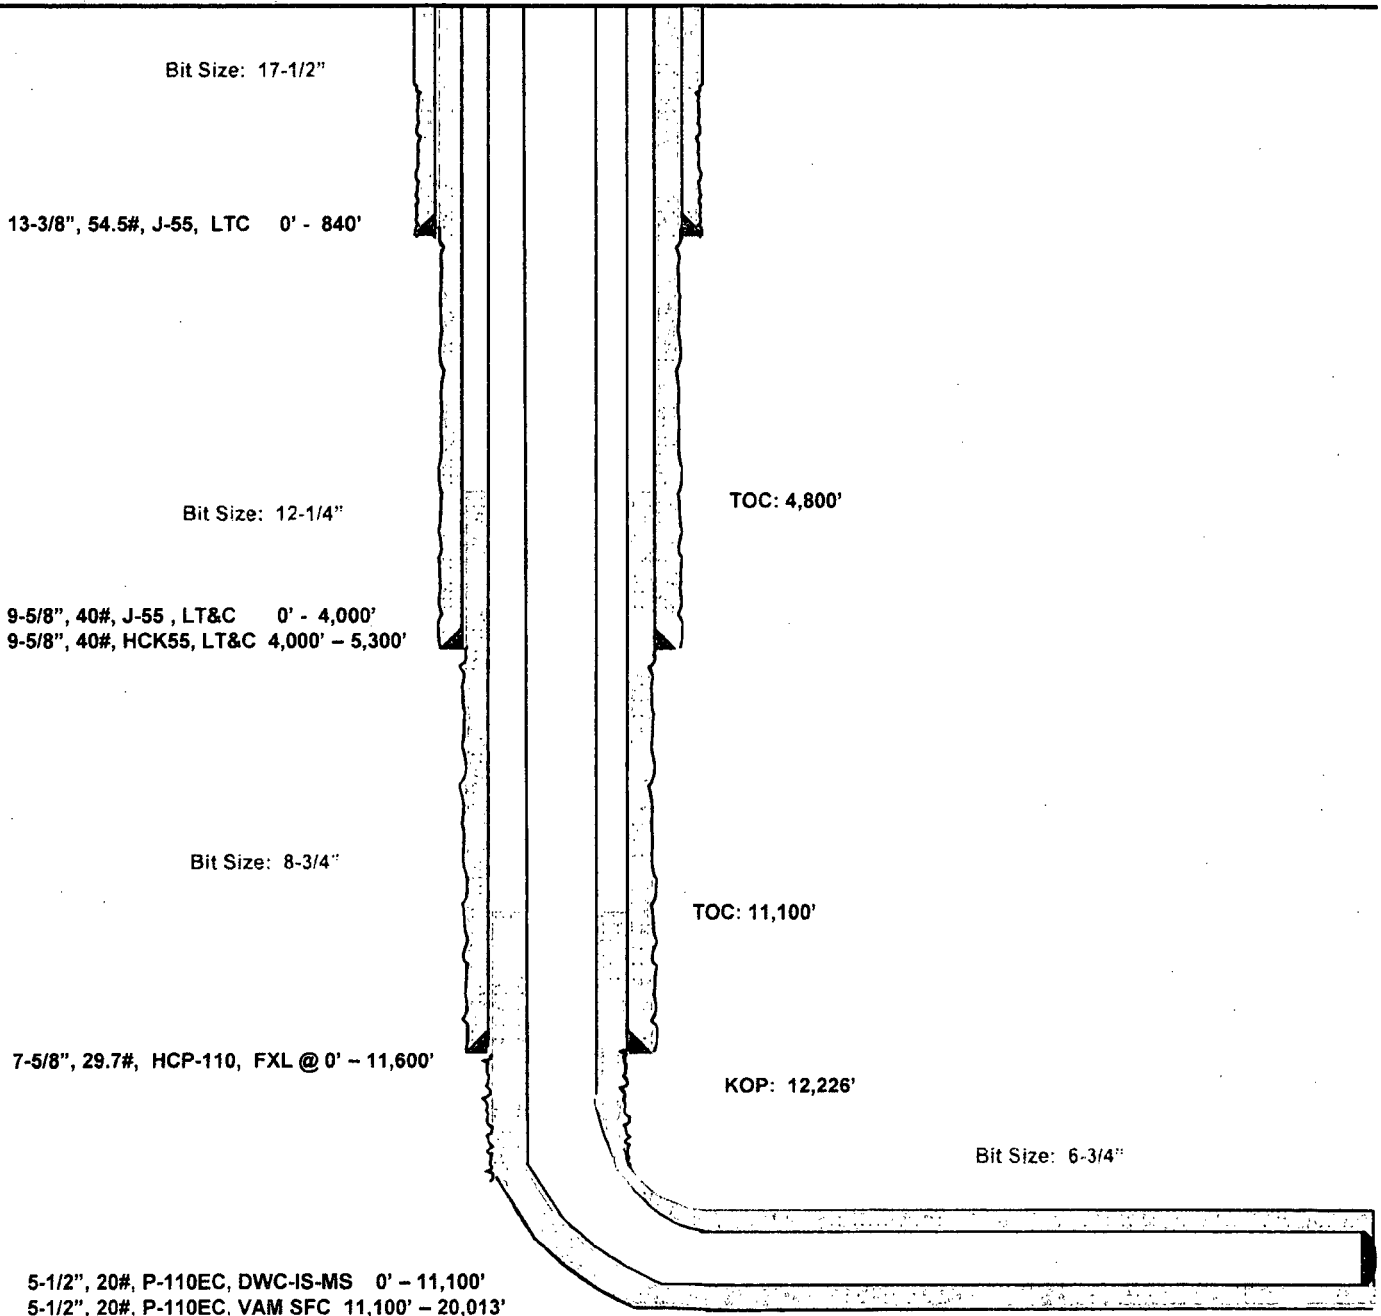 Bit Size: 17-1/2"
13-3/8", 54.5#, J-55, LTC 0' - 840'
TOC: 4,800'
Bit Size: 12-1/4"
9-5/8", 40#, J-55 , LT&C 0' - 4,000'
9-5/8", 40#, HCK55, LT&C 4,000' – 5,300'
Bit Size: 8-3/4"
TOC: 11,100'
7-5/8", 29.7#, HCP-110, FXL @ 0' – 11,600'
KOP: 12,226'
Bit Size: 6-3/4"
5-1/2", 20#, P-110EC, DWC-IS-MS 0' – 11,100'
5-1/2", 20#, P-110EC, VAM SFC 11,100' – 20,013'